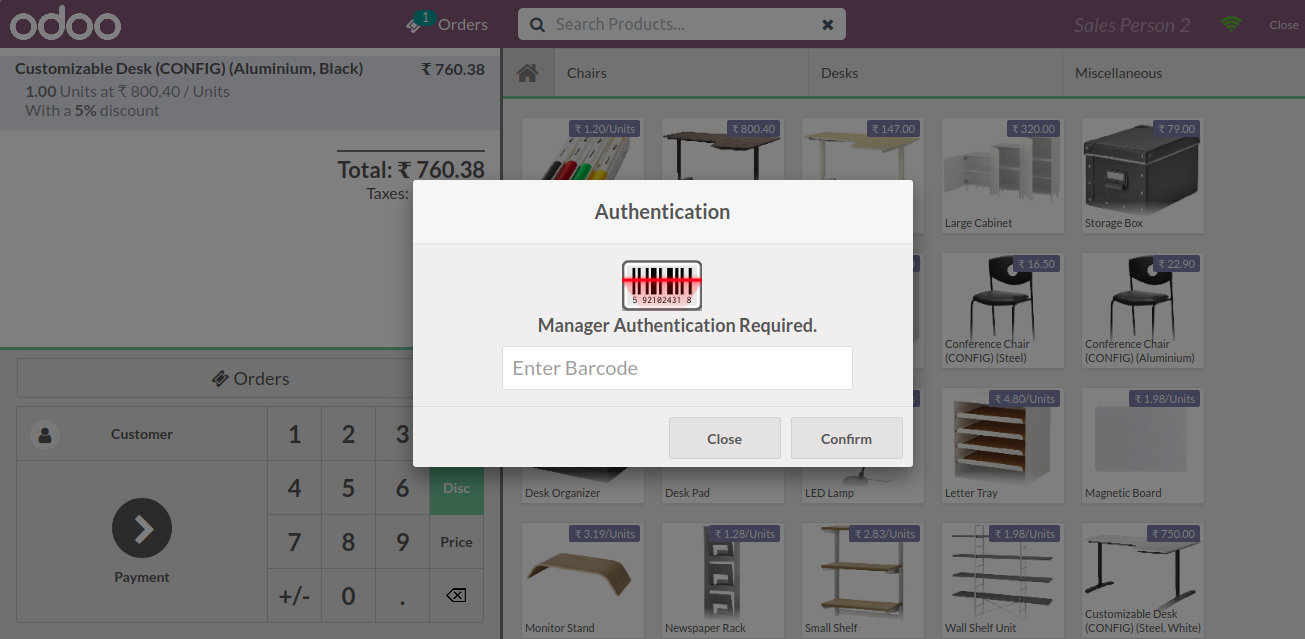 odoo
1
Orders
Search Products...
Sales Person 2
Close
Customizable Desk (CONFIG) (Aluminium, Black)
₹ 760.38
1.00 Units at ₹ 800.40 / Units
With a 5% discount
Total: ₹ 760.38
Taxes:
Orders
Customer
1 2 3
4 5 6 Disc
7 8 9 Price
+/- 0 .
Payment
Chairs
Desks
Miscellaneous
₹ 1.20/Units
₹ 800.40
₹ 147.00
₹ 320.00
Large Cabinet
₹ 79.00
Storage Box
₹ 16.50
Conference Chair
(CONFIG) (Steel)
₹ 22.90
Conference Chair
(CONFIG) (Aluminium)
Desk Organizer
Desk Pad
LED Lamp
₹ 4.80/Units
Letter Tray
₹ 1.98/Units
Magnetic Board
₹ 3.19/Units
Monitor Stand
₹ 1.28/Units
Newspaper Rack
₹ 2.83/Units
Small Shelf
₹ 1.98/Units
Wall Shelf Unit
₹ 750.00
Customizable Desk
(CONFIG) (Steel, White)
Authentication
5 92102431 8
Manager Authentication Required.
Enter Barcode
Close
Confirm